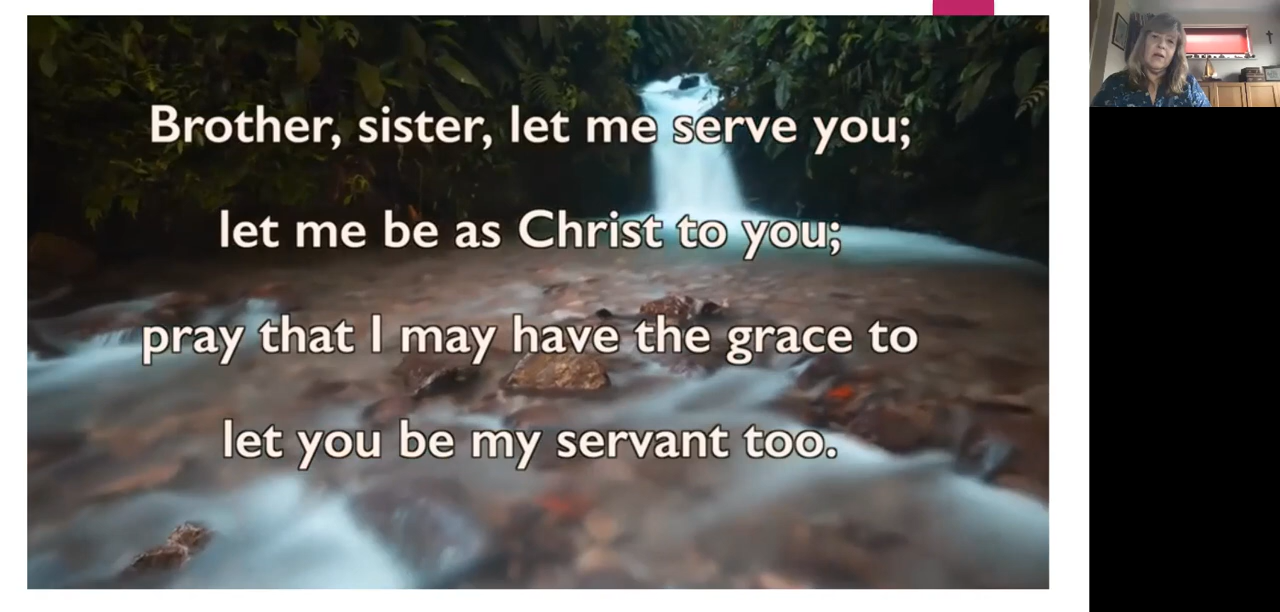 Brother, sister, let me serve you;
let me be as Christ to you;
pray that I may have the grace to
let you be my servant too.